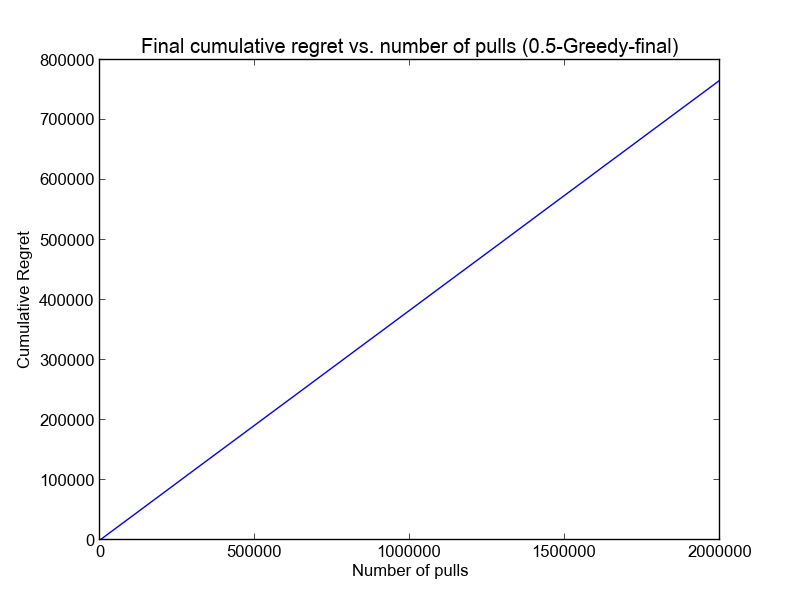 Final cumulative regret vs. number of pulls (0.5-Greedy-final)
800000
700000
600000
500000
400000
300000
200000
100000
0
Cumulative Regret
0 500000 1000000 1500000 2000000
Number of pulls